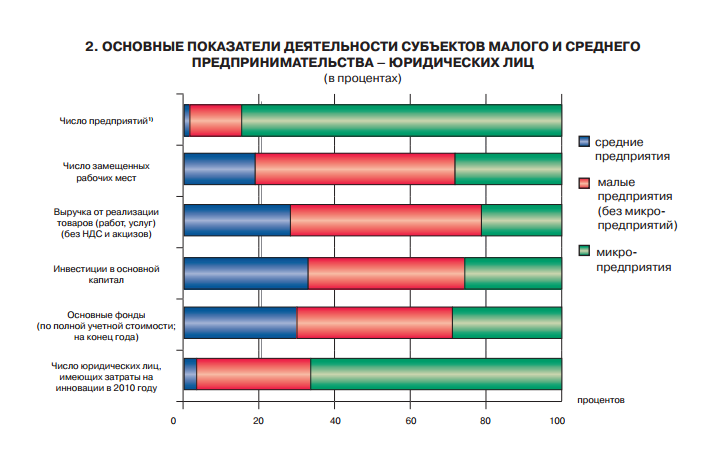 2. ОСНОВНЫЕ ПОКАЗАТЕЛИ ДЕЯТЕЛЬНОСТИ СУБЪЕКТОВ МАЛОГО И СРЕДНЕГО
ПРЕДПРИНИМАТЕЛЬСТВА – ЮРИДИЧЕСКИХ ЛИЦ
(в процентах)
Число предприятий¹⁾
Число замещенных
рабочих мест
Выручка от реализации
товаров (работ, услуг)
(без НДС и акцизов)
Инвестиции в основной
капитал
Основные фонды
(по полной учетной стоимости;
на конец года)
Число юридических лиц,
имеющих затраты на
инновации в 2010 году
0 20 40 60 80 100
процентов
средние
предприятия
малые
предприятия
(без микро-
предприятий)
микро-
предприятия